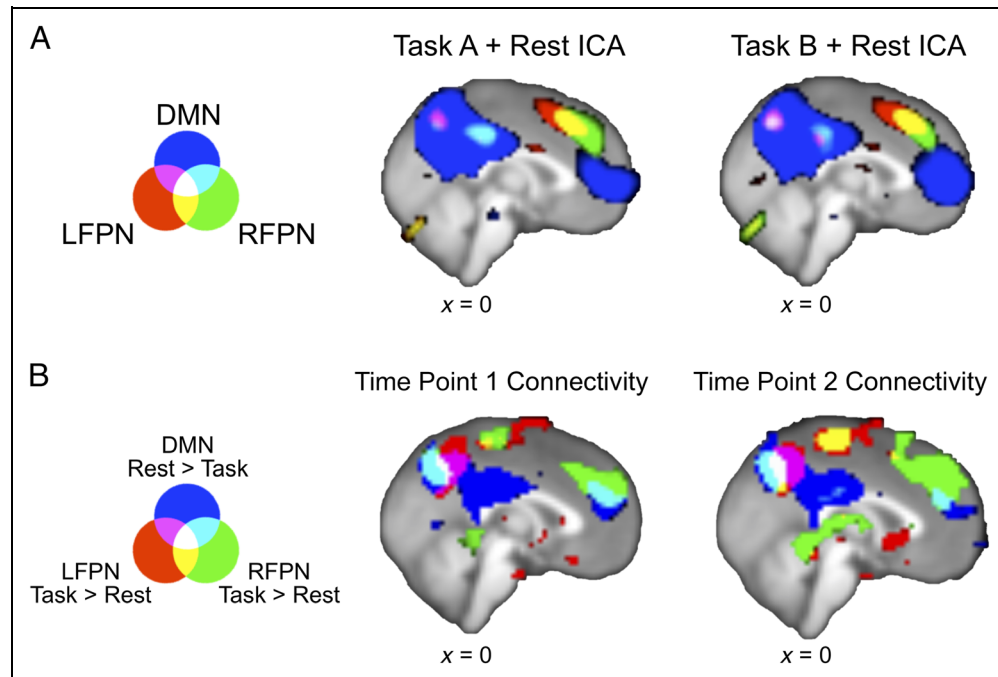 A
Task A + Rest ICA
Task B + Rest ICA
DMN
LFPN
RFPN
x = 0
x = 0
B
Time Point 1 Connectivity
Time Point 2 Connectivity
DMN
Rest > Task
LFPN
Task > Rest
RFPN
Task > Rest
x = 0
x = 0